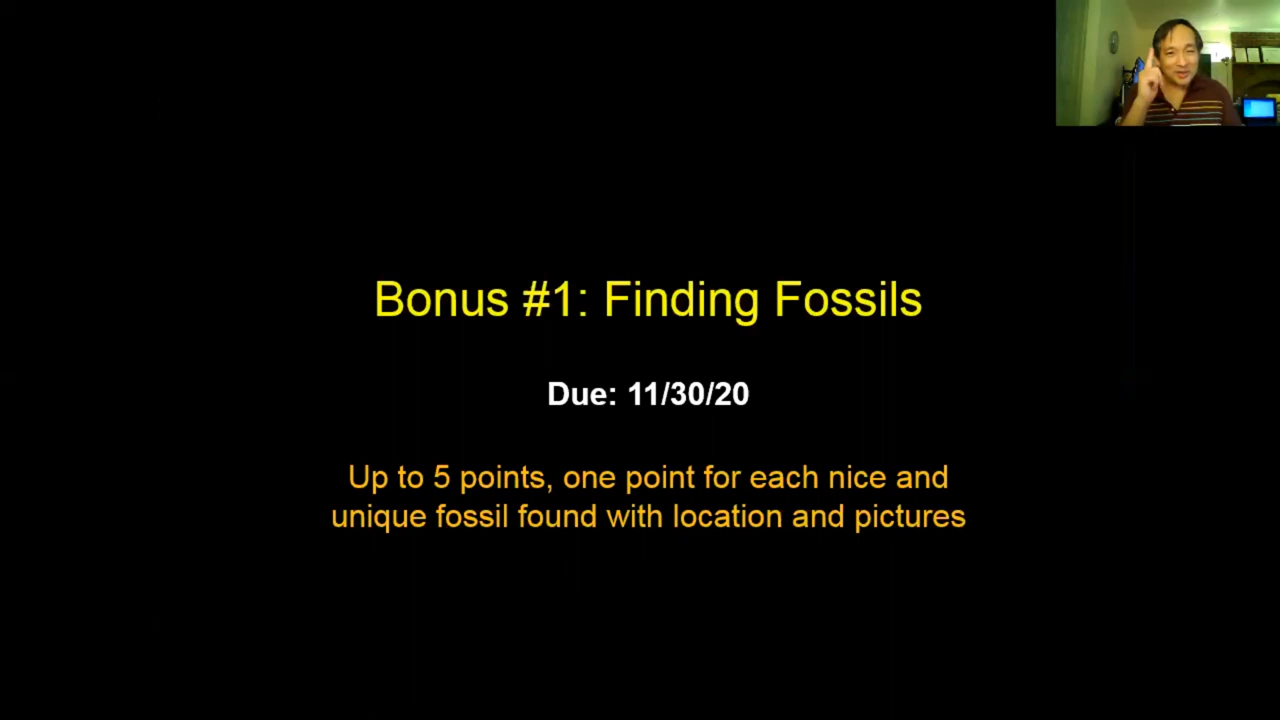 Bonus #1: Finding Fossils
Due: 11/30/20
Up to 5 points, one point for each nice and
unique fossil found with location and pictures